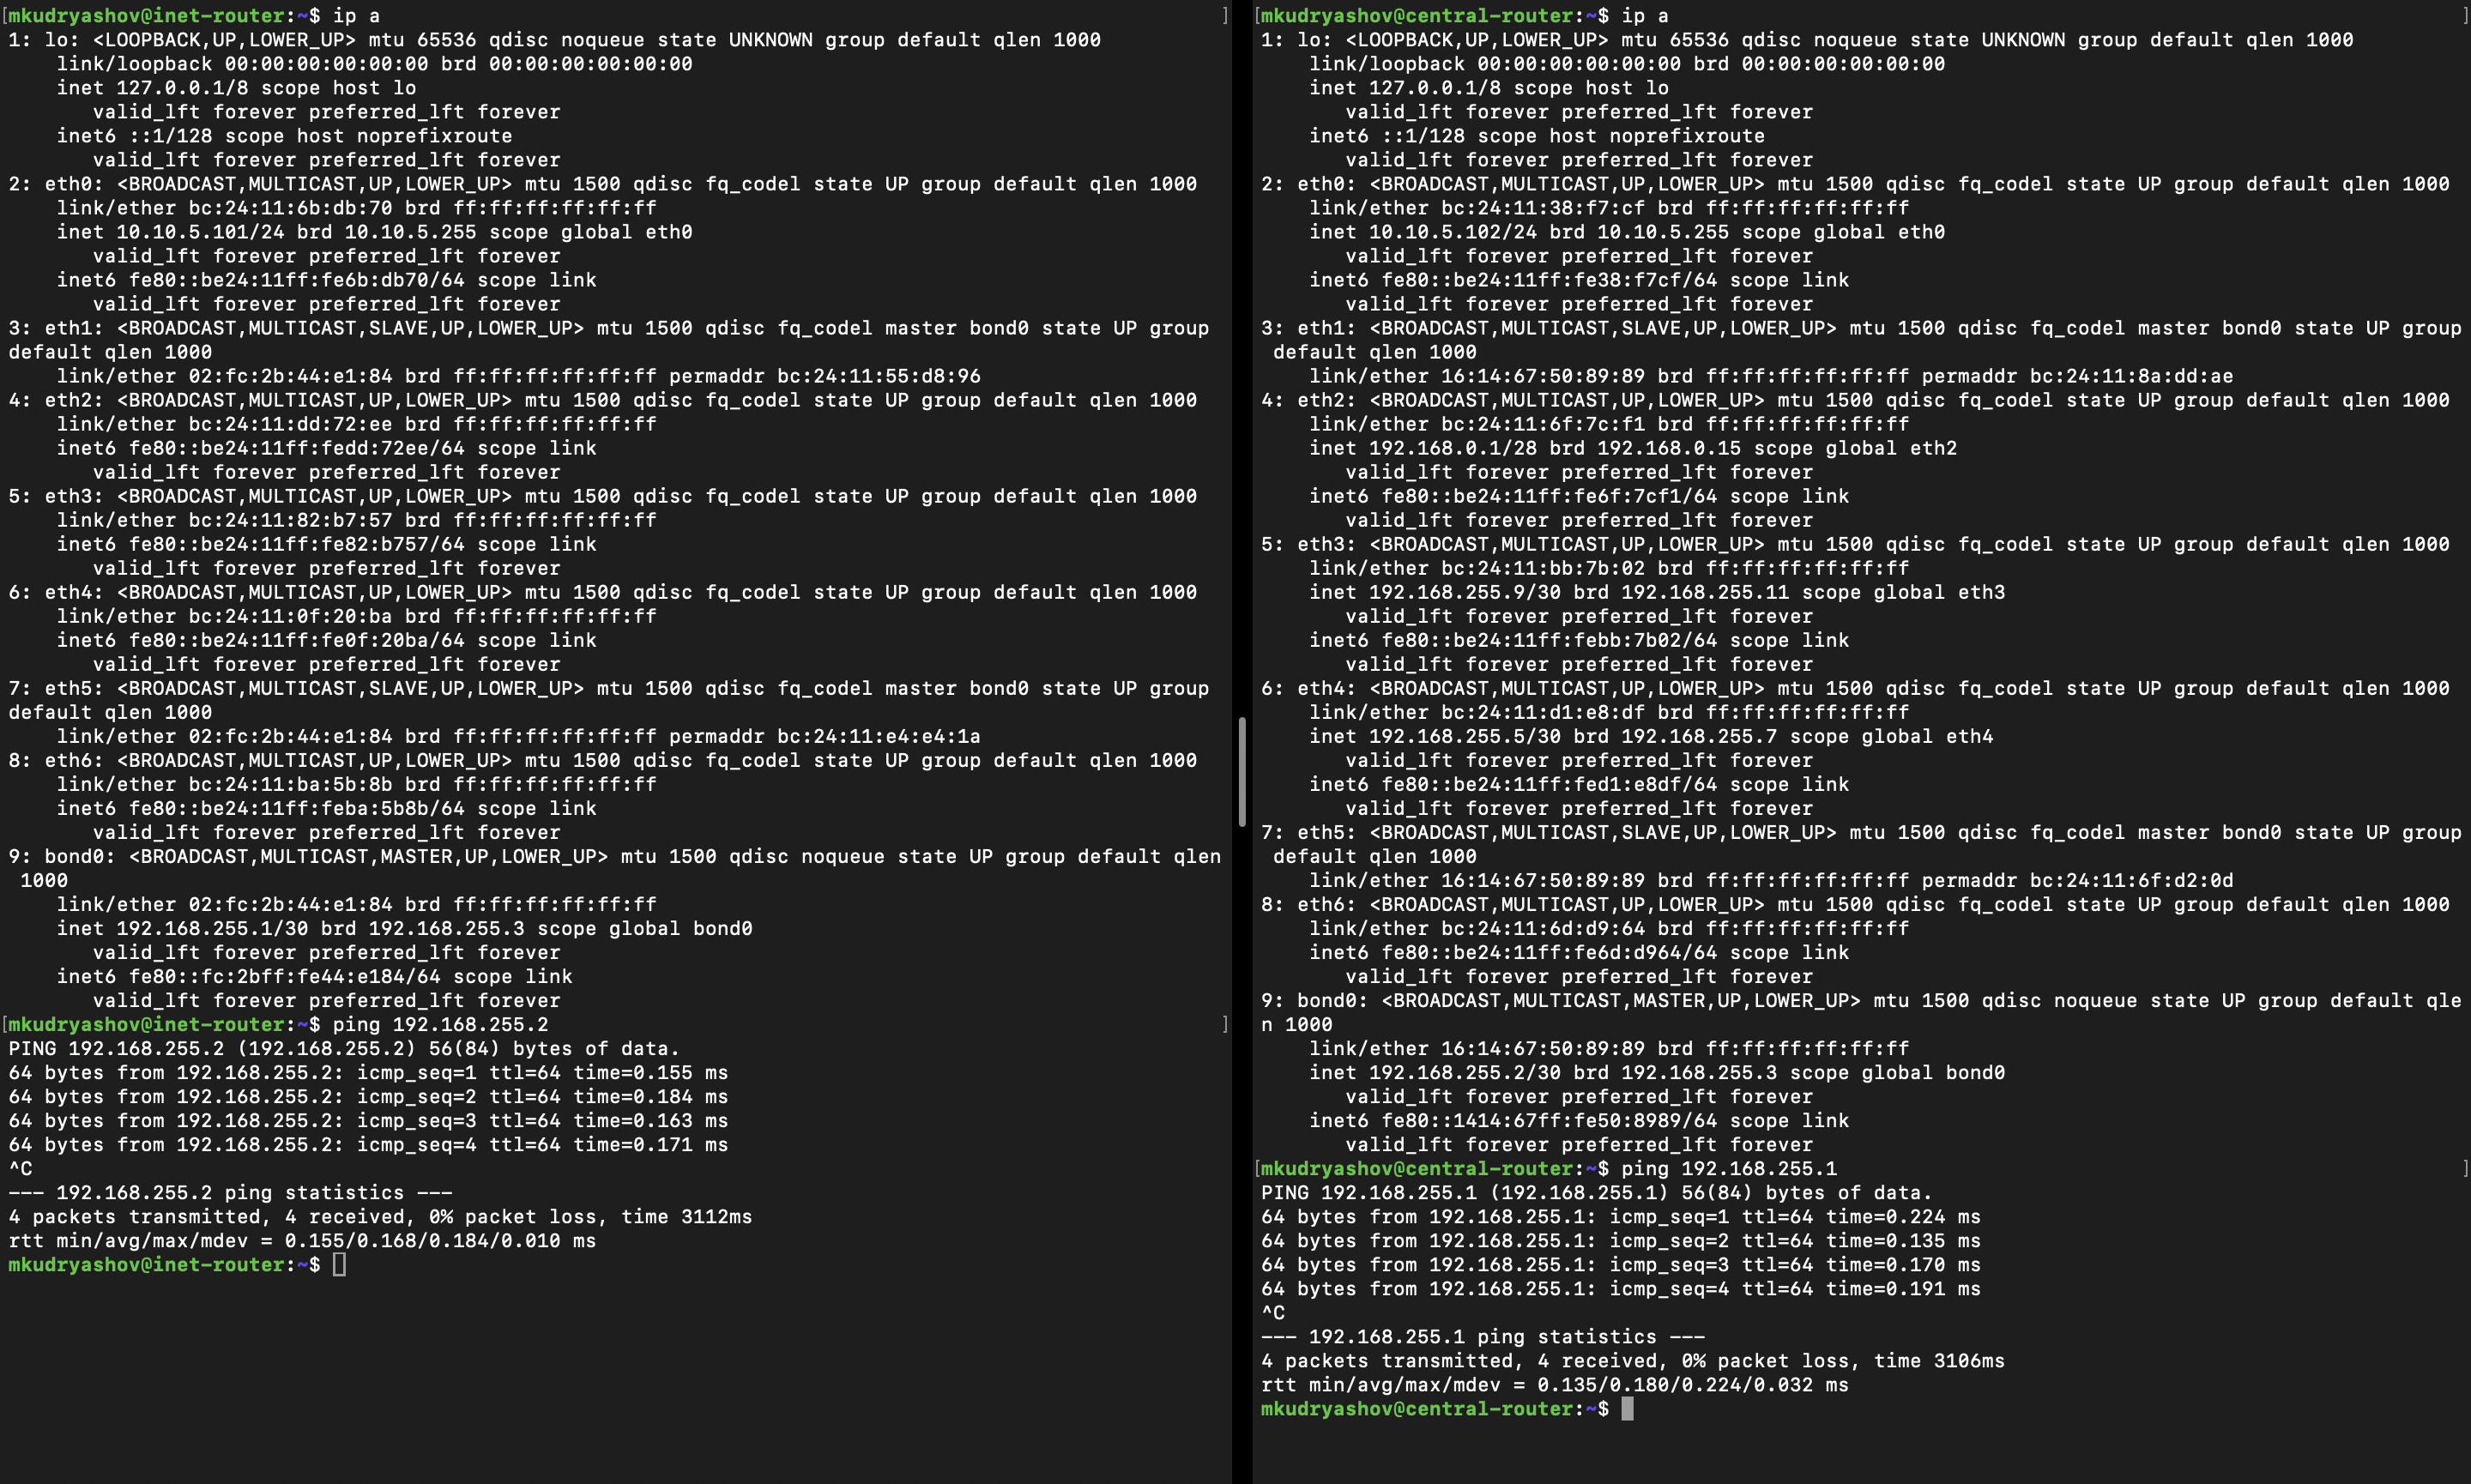 [mkudryashov@inet-router:~$ ip a ]
1: lo: <LOOPBACK,UP,LOWER_UP> mtu 65536 qdisc noqueue state UNKNOWN group default qlen 1000
    link/loopback 00:00:00:00:00:00 brd 00:00:00:00:00:00
    inet 127.0.0.1/8 scope host lo
       valid_lft forever preferred_lft forever
    inet6 ::1/128 scope host noprefixroute
       valid_lft forever preferred_lft forever
2: eth0: <BROADCAST,MULTICAST,UP,LOWER_UP> mtu 1500 qdisc fq_codel state UP group default qlen 1000
    link/ether bc:24:11:6b:db:70 brd ff:ff:ff:ff:ff:ff
    inet 10.10.5.101/24 brd 10.10.5.255 scope global eth0
       valid_lft forever preferred_lft forever
    inet6 fe80::be24:11ff:fe6b:db70/64 scope link
       valid_lft forever preferred_lft forever
3: eth1: <BROADCAST,MULTICAST,SLAVE,UP,LOWER_UP> mtu 1500 qdisc fq_codel master bond0 state UP group
default qlen 1000
    link/ether 02:fc:2b:44:e1:84 brd ff:ff:ff:ff:ff:ff permaddr bc:24:11:55:d8:96
4: eth2: <BROADCAST,MULTICAST,UP,LOWER_UP> mtu 1500 qdisc fq_codel state UP group default qlen 1000
    link/ether bc:24:11:dd:72:ee brd ff:ff:ff:ff:ff:ff
    inet6 fe80::be24:11ff:fedd:72ee/64 scope link
       valid_lft forever preferred_lft forever
5: eth3: <BROADCAST,MULTICAST,UP,LOWER_UP> mtu 1500 qdisc fq_codel state UP group default qlen 1000
    link/ether bc:24:11:82:b7:57 brd ff:ff:ff:ff:ff:ff
    inet6 fe80::be24:11ff:fe82:b757/64 scope link
       valid_lft forever preferred_lft forever
6: eth4: <BROADCAST,MULTICAST,UP,LOWER_UP> mtu 1500 qdisc fq_codel state UP group default qlen 1000
    link/ether bc:24:11:0f:20:ba brd ff:ff:ff:ff:ff:ff
    inet6 fe80::be24:11ff:fe0f:20ba/64 scope link
       valid_lft forever preferred_lft forever
7: eth5: <BROADCAST,MULTICAST,SLAVE,UP,LOWER_UP> mtu 1500 qdisc fq_codel master bond0 state UP group
default qlen 1000
    link/ether 02:fc:2b:44:e1:84 brd ff:ff:ff:ff:ff:ff permaddr bc:24:11:e4:e4:1a
8: eth6: <BROADCAST,MULTICAST,UP,LOWER_UP> mtu 1500 qdisc fq_codel state UP group default qlen 1000
    link/ether bc:24:11:ba:5b:8b brd ff:ff:ff:ff:ff:ff
    inet6 fe80::be24:11ff:feba:5b8b/64 scope link
       valid_lft forever preferred_lft forever
9: bond0: <BROADCAST,MULTICAST,MASTER,UP,LOWER_UP> mtu 1500 qdisc noqueue state UP group default qlen
 1000
    link/ether 02:fc:2b:44:e1:84 brd ff:ff:ff:ff:ff:ff
    inet 192.168.255.1/30 brd 192.168.255.3 scope global bond0
       valid_lft forever preferred_lft forever
    inet6 fe80::fc:2bff:fe44:e184/64 scope link
       valid_lft forever preferred_lft forever
[mkudryashov@inet-router:~$ ping 192.168.255.2 ]
PING 192.168.255.2 (192.168.255.2) 56(84) bytes of data.
64 bytes from 192.168.255.2: icmp_seq=1 ttl=64 time=0.155 ms
64 bytes from 192.168.255.2: icmp_seq=2 ttl=64 time=0.184 ms
64 bytes from 192.168.255.2: icmp_seq=3 ttl=64 time=0.163 ms
64 bytes from 192.168.255.2: icmp_seq=4 ttl=64 time=0.171 ms
^C
--- 192.168.255.2 ping statistics ---
4 packets transmitted, 4 received, 0% packet loss, time 3112ms
rtt min/avg/max/mdev = 0.155/0.168/0.184/0.010 ms
mkudryashov@inet-router:~$
[mkudryashov@central-router:~$ ip a ]
1: lo: <LOOPBACK,UP,LOWER_UP> mtu 65536 qdisc noqueue state UNKNOWN group default qlen 1000
    link/loopback 00:00:00:00:00:00 brd 00:00:00:00:00:00
    inet 127.0.0.1/8 scope host lo
       valid_lft forever preferred_lft forever
    inet6 ::1/128 scope host noprefixroute
       valid_lft forever preferred_lft forever
2: eth0: <BROADCAST,MULTICAST,UP,LOWER_UP> mtu 1500 qdisc fq_codel state UP group default qlen 1000
    link/ether bc:24:11:38:f7:cf brd ff:ff:ff:ff:ff:ff
    inet 10.10.5.102/24 brd 10.10.5.255 scope global eth0
       valid_lft forever preferred_lft forever
    inet6 fe80::be24:11ff:fe38:f7cf/64 scope link
       valid_lft forever preferred_lft forever
3: eth1: <BROADCAST,MULTICAST,SLAVE,UP,LOWER_UP> mtu 1500 qdisc fq_codel master bond0 state UP group
 default qlen 1000
    link/ether 16:14:67:50:89:89 brd ff:ff:ff:ff:ff:ff permaddr bc:24:11:8a:dd:ae
4: eth2: <BROADCAST,MULTICAST,UP,LOWER_UP> mtu 1500 qdisc fq_codel state UP group default qlen 1000
    link/ether bc:24:11:6f:7c:f1 brd ff:ff:ff:ff:ff:ff
    inet 192.168.0.1/28 brd 192.168.0.15 scope global eth2
       valid_lft forever preferred_lft forever
    inet6 fe80::be24:11ff:fe6f:7cf1/64 scope link
       valid_lft forever preferred_lft forever
5: eth3: <BROADCAST,MULTICAST,UP,LOWER_UP> mtu 1500 qdisc fq_codel state UP group default qlen 1000
    link/ether bc:24:11:bb:7b:02 brd ff:ff:ff:ff:ff:ff
    inet 192.168.255.9/30 brd 192.168.255.11 scope global eth3
       valid_lft forever preferred_lft forever
    inet6 fe80::be24:11ff:febb:7b02/64 scope link
       valid_lft forever preferred_lft forever
6: eth4: <BROADCAST,MULTICAST,UP,LOWER_UP> mtu 1500 qdisc fq_codel state UP group default qlen 1000
    link/ether bc:24:11:d1:e8:df brd ff:ff:ff:ff:ff:ff
    inet 192.168.255.5/30 brd 192.168.255.7 scope global eth4
       valid_lft forever preferred_lft forever
    inet6 fe80::be24:11ff:fed1:e8df/64 scope link
       valid_lft forever preferred_lft forever
7: eth5: <BROADCAST,MULTICAST,SLAVE,UP,LOWER_UP> mtu 1500 qdisc fq_codel master bond0 state UP group
 default qlen 1000
    link/ether 16:14:67:50:89:89 brd ff:ff:ff:ff:ff:ff permaddr bc:24:11:6f:d2:0d
8: eth6: <BROADCAST,MULTICAST,UP,LOWER_UP> mtu 1500 qdisc fq_codel state UP group default qlen 1000
    link/ether bc:24:11:6d:d9:64 brd ff:ff:ff:ff:ff:ff
    inet6 fe80::be24:11ff:fe6d:d964/64 scope link
       valid_lft forever preferred_lft forever
9: bond0: <BROADCAST,MULTICAST,MASTER,UP,LOWER_UP> mtu 1500 qdisc noqueue state UP group default qle
n 1000
    link/ether 16:14:67:50:89:89 brd ff:ff:ff:ff:ff:ff
    inet 192.168.255.2/30 brd 192.168.255.3 scope global bond0
       valid_lft forever preferred_lft forever
    inet6 fe80::1414:67ff:fe50:8989/64 scope link
       valid_lft forever preferred_lft forever
[mkudryashov@central-router:~$ ping 192.168.255.1 ]
PING 192.168.255.1 (192.168.255.1) 56(84) bytes of data.
64 bytes from 192.168.255.1: icmp_seq=1 ttl=64 time=0.224 ms
64 bytes from 192.168.255.1: icmp_seq=2 ttl=64 time=0.135 ms
64 bytes from 192.168.255.1: icmp_seq=3 ttl=64 time=0.170 ms
64 bytes from 192.168.255.1: icmp_seq=4 ttl=64 time=0.191 ms
^C
--- 192.168.255.1 ping statistics ---
4 packets transmitted, 4 received, 0% packet loss, time 3106ms
rtt min/avg/max/mdev = 0.135/0.180/0.224/0.032 ms
mkudryashov@central-router:~$